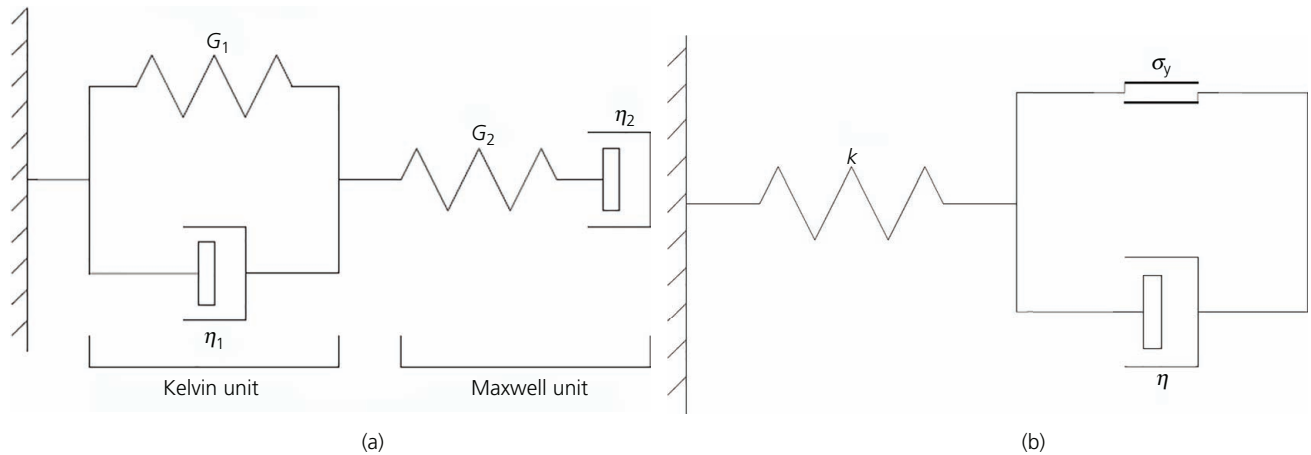 G₁
G₂
η₂
η₁
Kelvin unit
Maxwell unit
(a)
σy
k
η
(b)